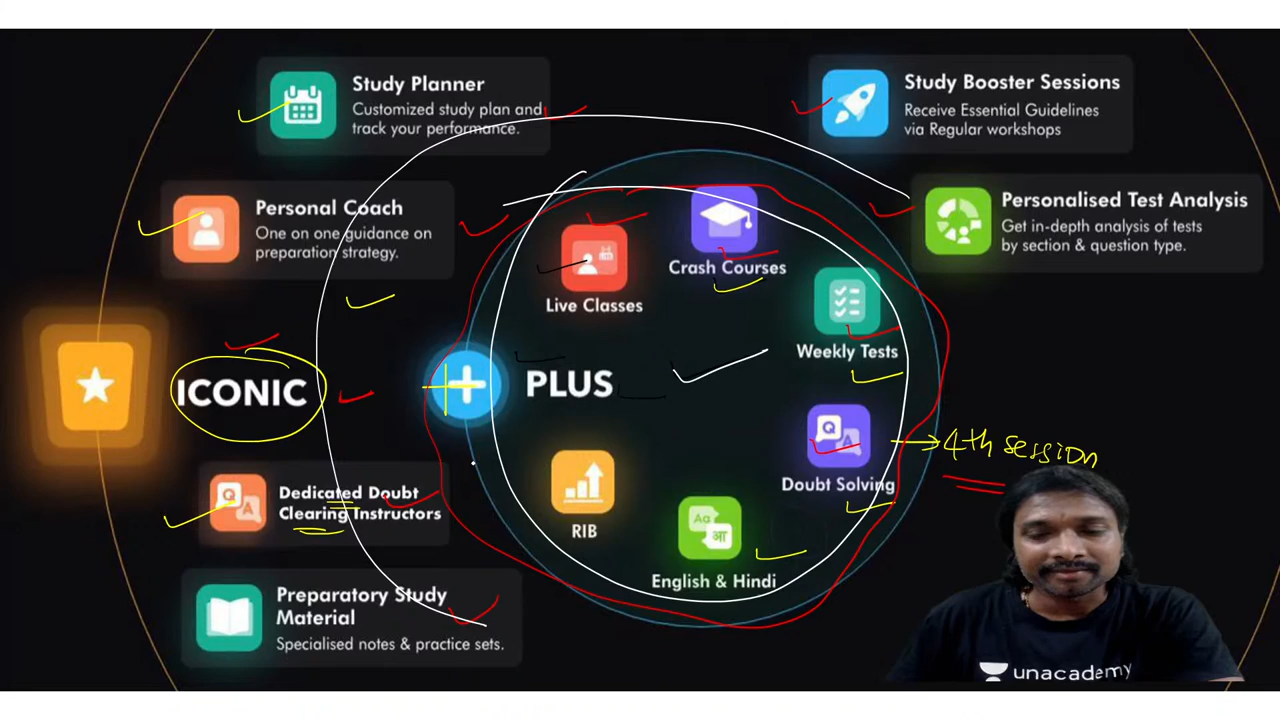 Study Planner
Customized study plan and
track your performance.
Study Booster Sessions
Receive Essential Guidelines
via Regular workshops
Personal Coach
One on one guidance on
preparation strategy.
Personalised Test Analysis
Get in-depth analysis of tests
by section & question type.
Live Classes
Crash Courses
Weekly Tests
ICONIC
PLUS
Q
A
Doubt Solving
4th session
Q
A
Dedicated Doubt
Clearing Instructors
RIB
Aa
आ
English & Hindi
Preparatory Study
Material
Specialised notes & practice sets.
unacademy